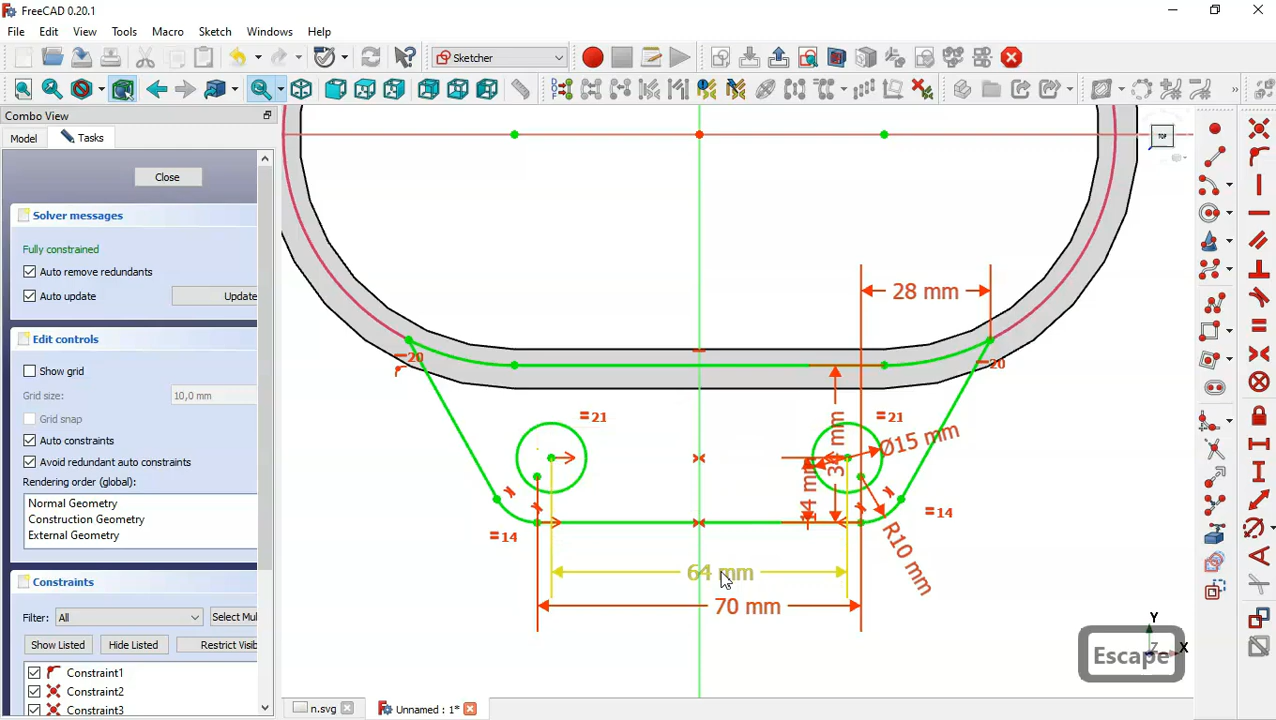 FreeCAD 0.20.1
File Edit View Tools Macro Sketch Windows Help
Sketcher
Combo View
Model Tasks
Close
Solver messages
Fully constrained
Auto remove redundants
Auto update Update
Edit controls
Show grid
Grid size: 10,0 mm
Grid snap
Auto constraints
Avoid redundant auto constraints
Rendering order (global):
Normal Geometry
Construction Geometry
External Geometry
Constraints
Filter: All Select Mul
Show Listed Hide Listed Restrict Visib
Constraint1
Constraint2
Constraint3
TOP
28 mm
20 20
21 21
Ø15 mm
14 mm
14 14
R10 mm
64 mm
70 mm
Y
Z X
Escape
n.svg Unnamed : 1*